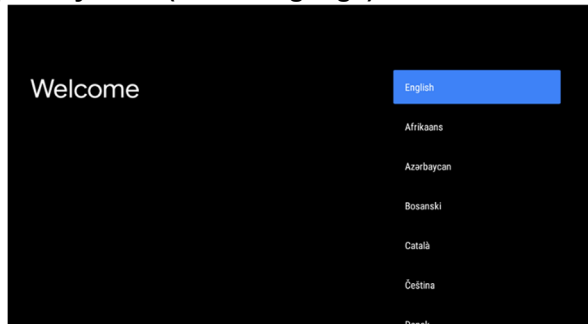 Welcome
English
Afrikaans
Azərbaycan
Bosanski
Català
Čeština